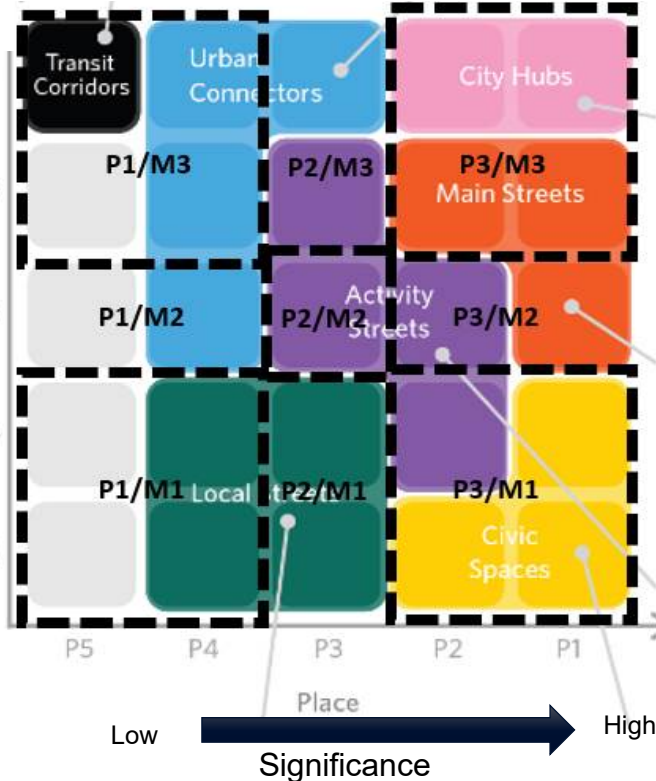 Transit
Corridors
Urban
Connectors
City Hubs
P1/M3
P2/M3
P3/M3
Main Streets
P1/M2
P2/M2
Activity
Streets
P3/M2
P1/M1
Local Streets
P2/M1
P3/M1
Civic
Spaces
P5
P4
P3
P2
P1
Place
Low
High
Significance